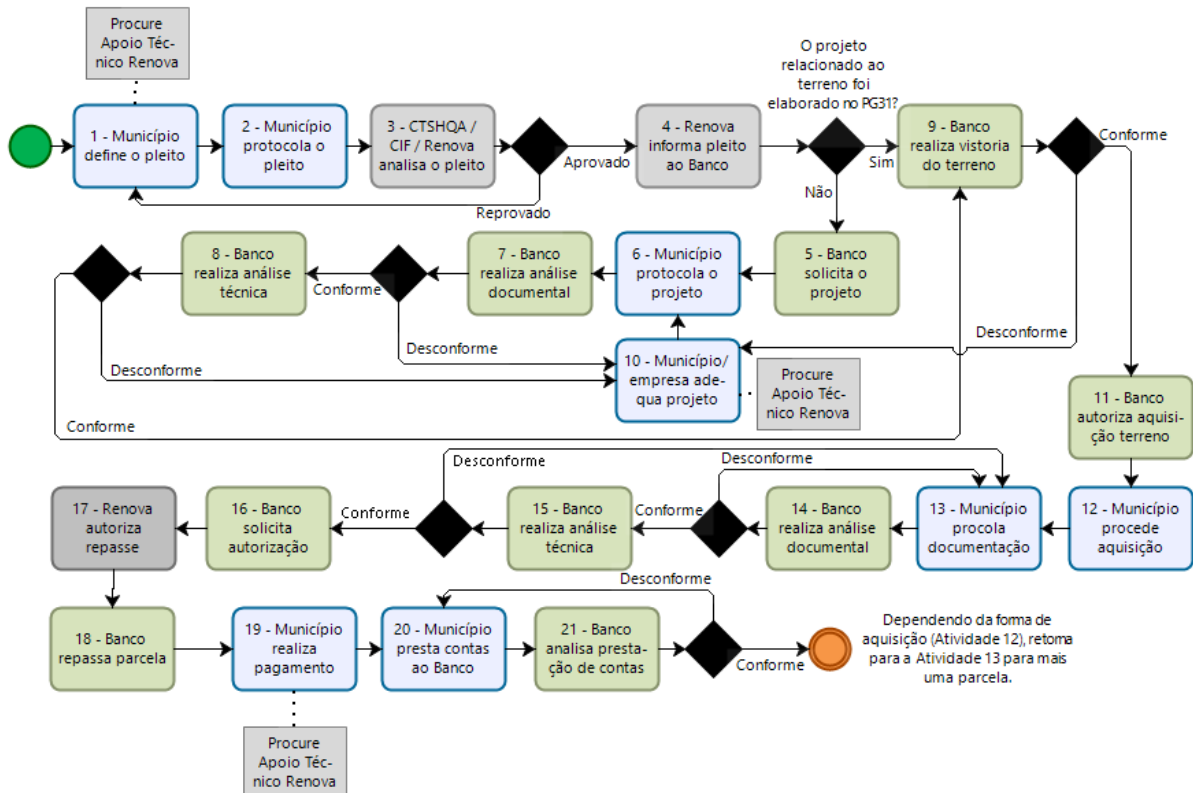 Procure
Apoio Téc-
nico Renova
O projeto
relacionado ao
terreno foi
elaborado no PG31?
1 - Município
define o pleito
2 - Município
protocola o
pleito
3 - CTSHQA /
CIF / Renova
analisa o pleito
Aprovado
Reprovado
4 - Renova
informa pleito
ao Banco
Sim
Não
9 - Banco
realiza vistoria
do terreno
Conforme
8 - Banco
realiza análise
técnica
Conforme
7 - Banco
realiza análise
documental
6 - Município
protocola o
projeto
5 - Banco
solicita o
projeto
Desconforme
Desconforme
Desconforme
10 - Município/
empresa ade-
qua projeto
Procure
Apoio Téc-
nico Renova
Conforme
11 - Banco
autoriza aquisi-
ção terreno
Desconforme
Desconforme
17 - Renova
autoriza
repasse
16 - Banco
solicita
autorização
Conforme
15 - Banco
realiza análise
técnica
Conforme
14 - Banco
realiza análise
documental
13 - Município
procola
documentação
12 - Município
procede
aquisição
Desconforme
18 - Banco
repassa parcela
19 - Município
realiza
pagamento
20 - Município
presta contas
ao Banco
21 - Banco
analisa presta-
ção de contas
Conforme
Dependendo da forma de
aquisição (Atividade 12), retorna
para a Atividade 13 para mais
uma parcela.
Procure
Apoio Téc-
nico Renova